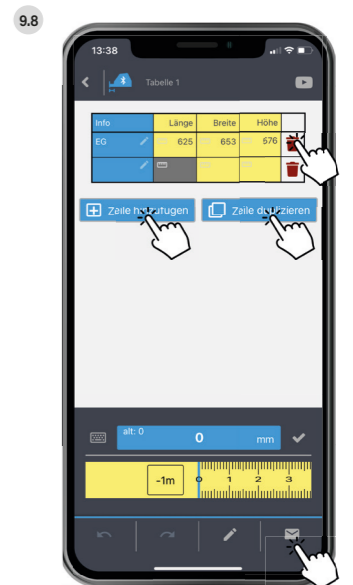 9.8
13:38
Tabelle 1
Info Länge Breite Höhe
EG 625 653 576
Zeile hinzufügen Zeile duplizieren
alt: 0
0 mm
-1m 0 1 2 3